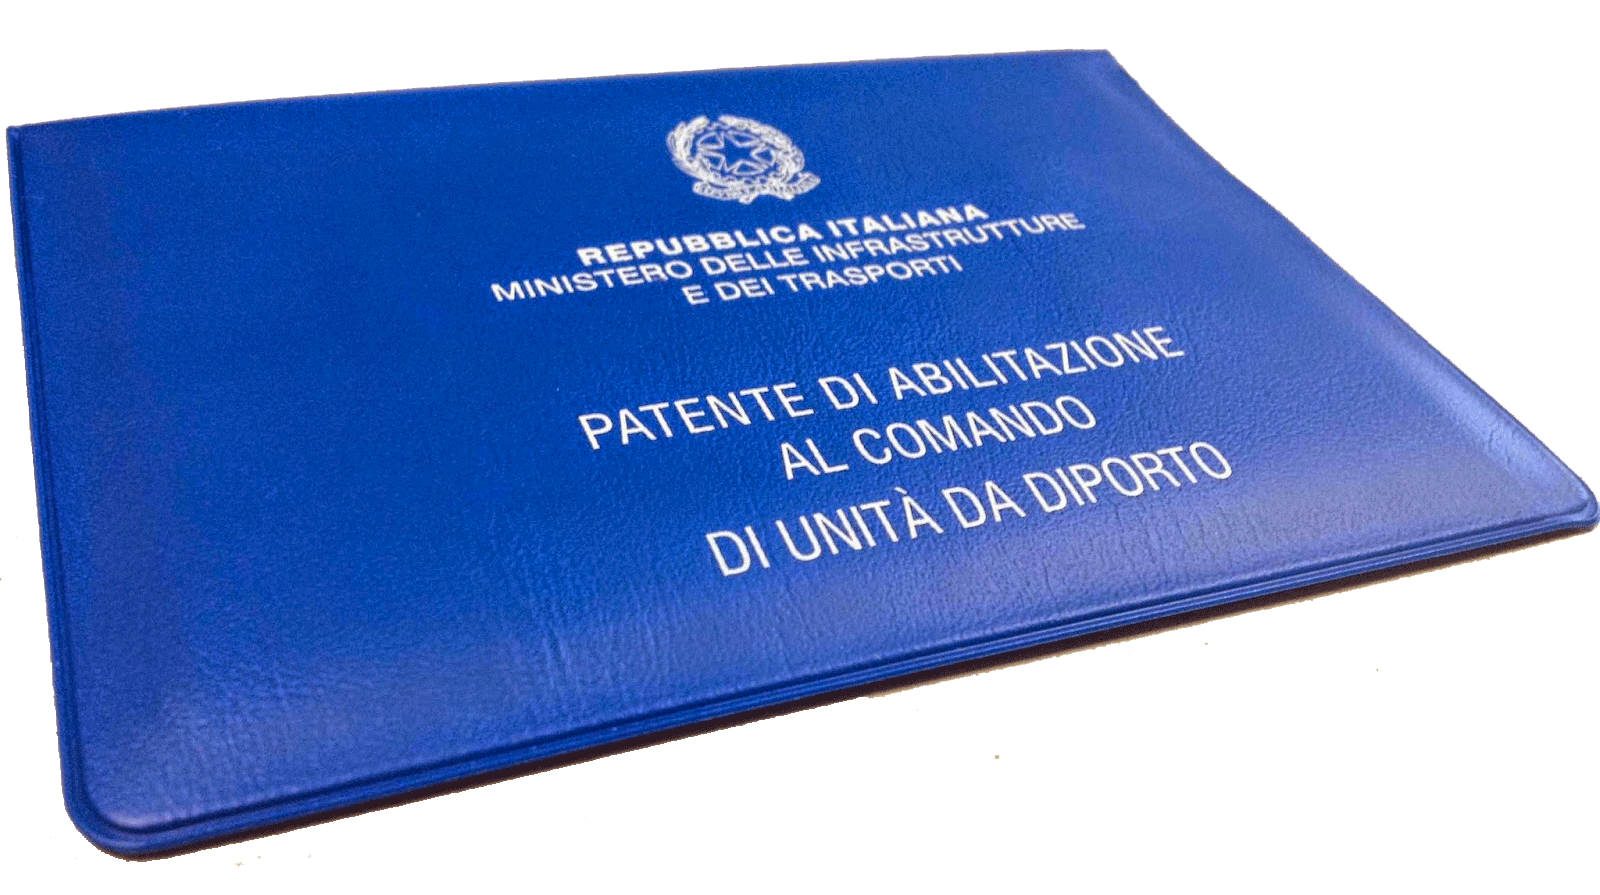 REPUBBLICA ITALIANA
MINISTERO DELLE INFRASTRUTTURE
E DEI TRASPORTI
PATENTE DI ABILITAZIONE
AL COMANDO
DI UNITÀ DA DIPORTO